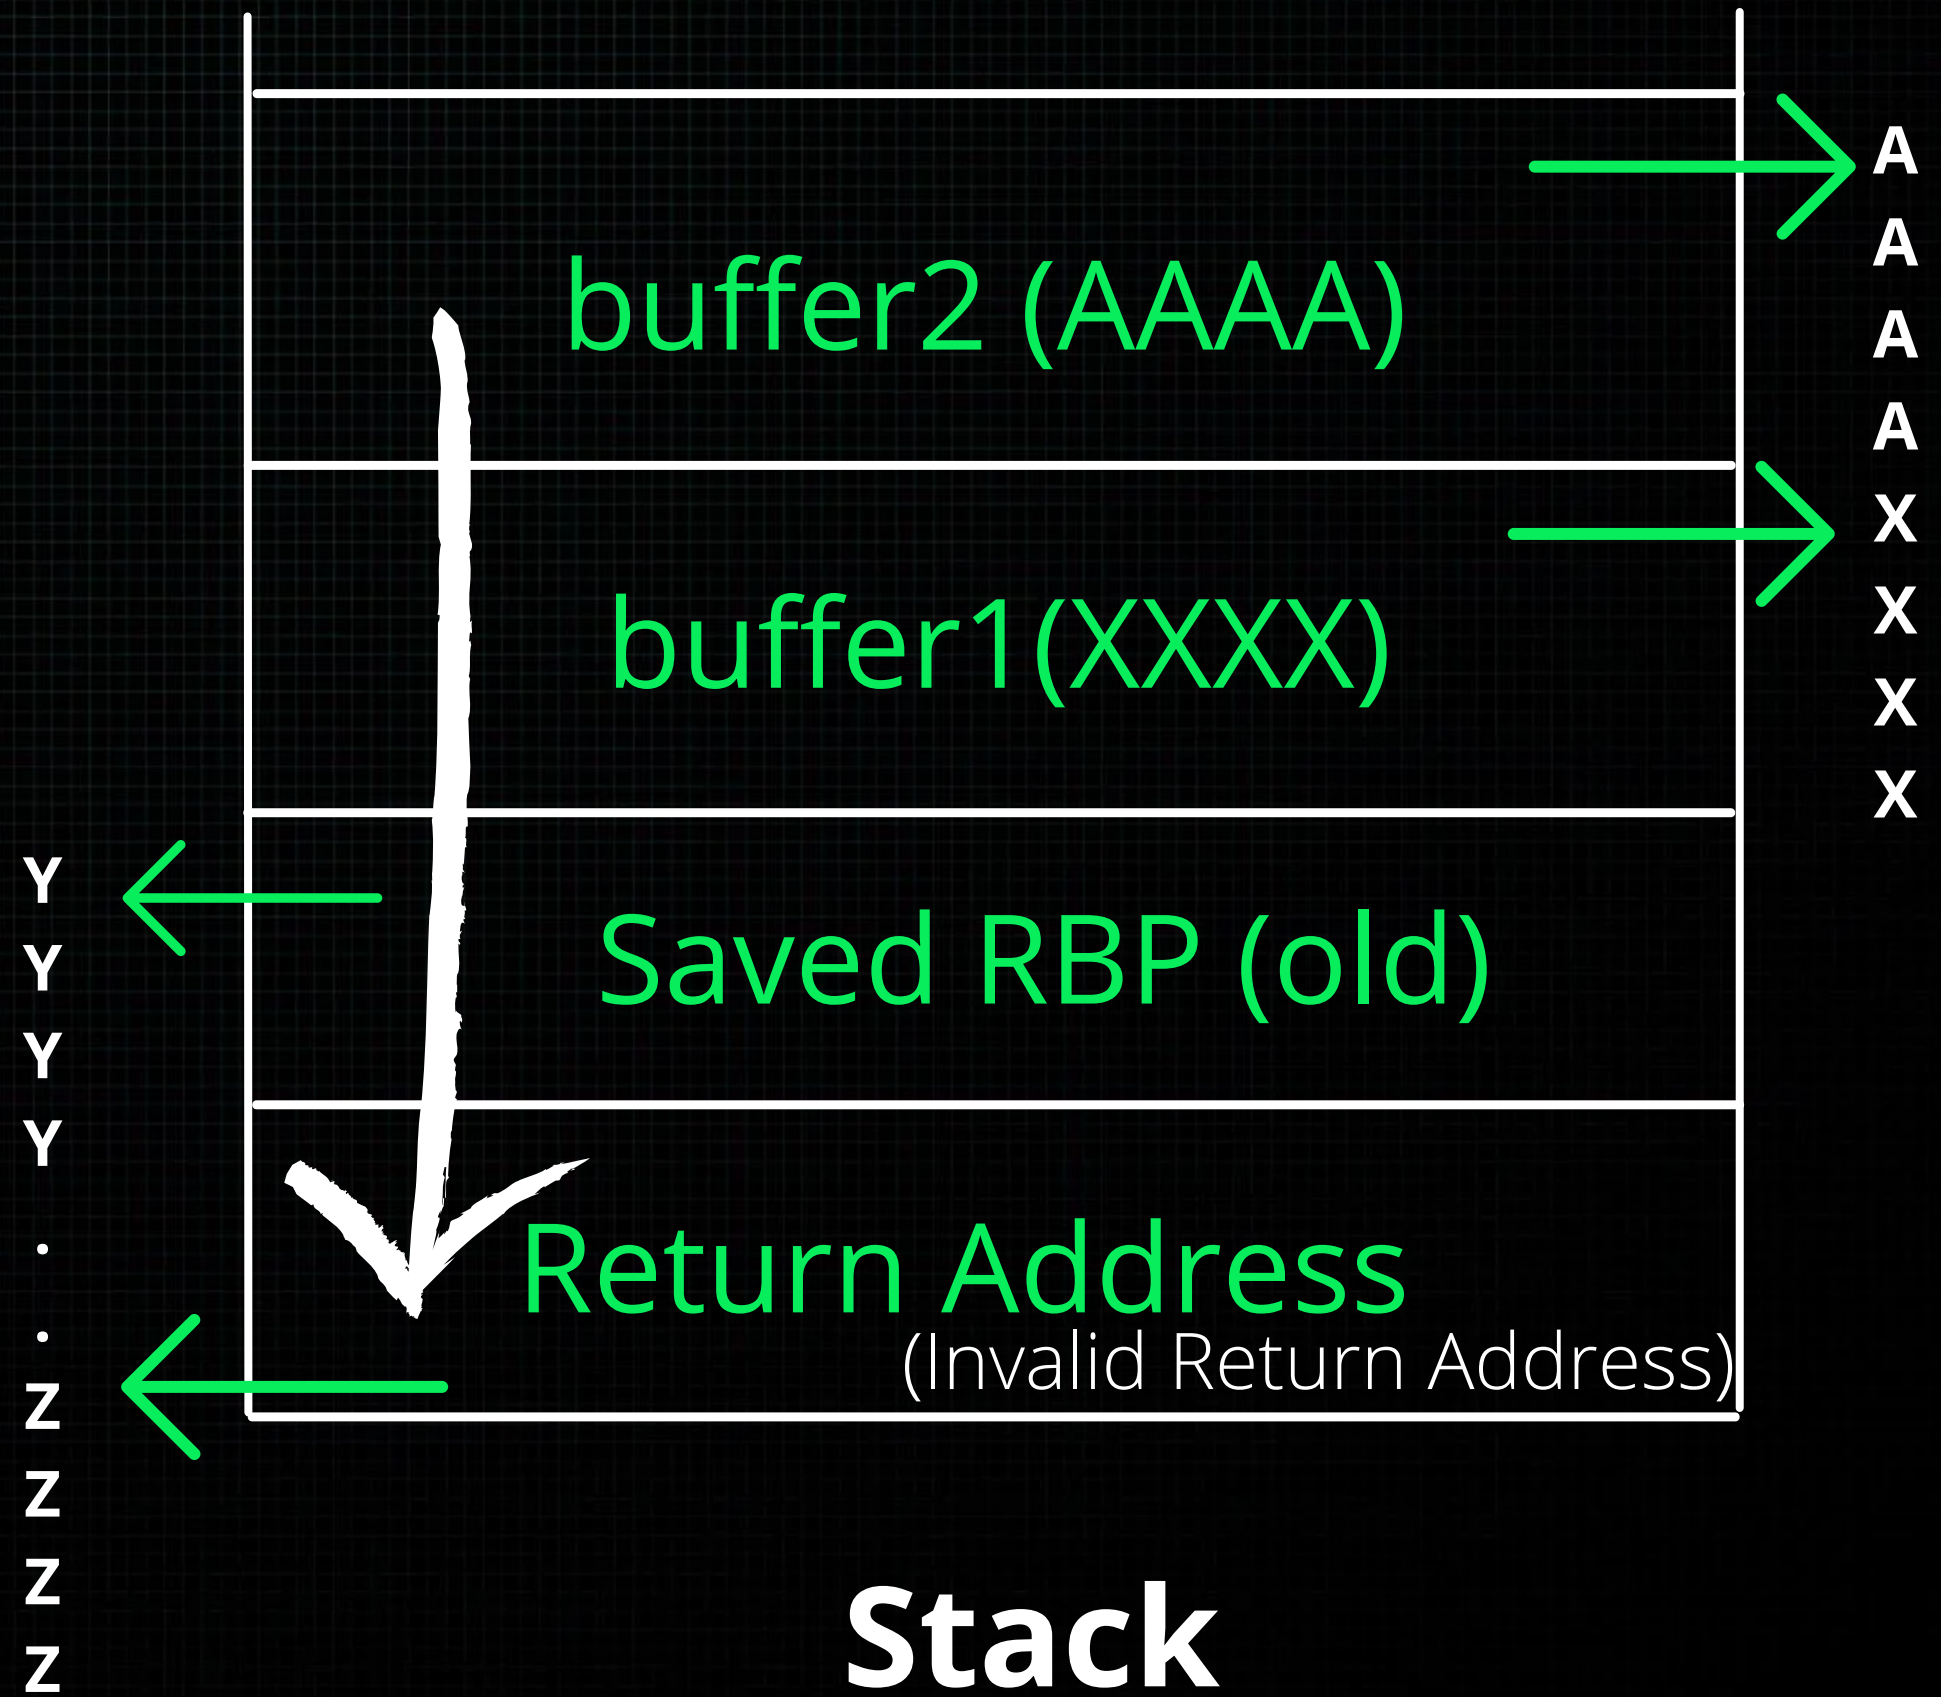 buffer2 (AAAA)
buffer1(XXXX)
Saved RBP (old)
Return Address
(Invalid Return Address)
Stack
A
A
A
A
X
X
X
X
Y
Y
Y
Y
.
.
Z
Z
Z
Z